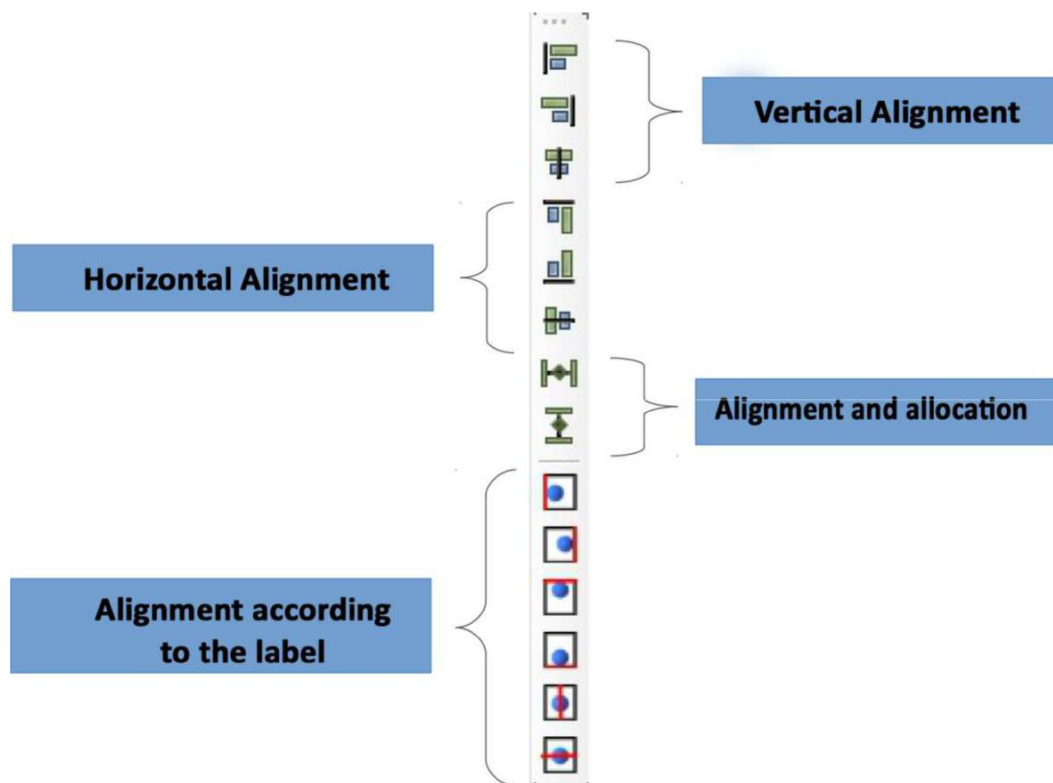 Vertical Alignment
Horizontal Alignment
Alignment and allocation
Alignment according
to the label